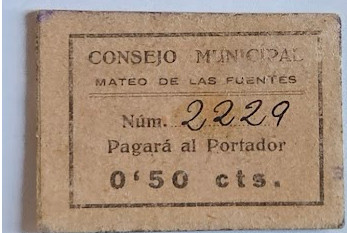 CONSEJO MUNICIPAL
MATEO DE LAS FUENTES
Núm. 2229
Pagará al Portador
0'50 cts.